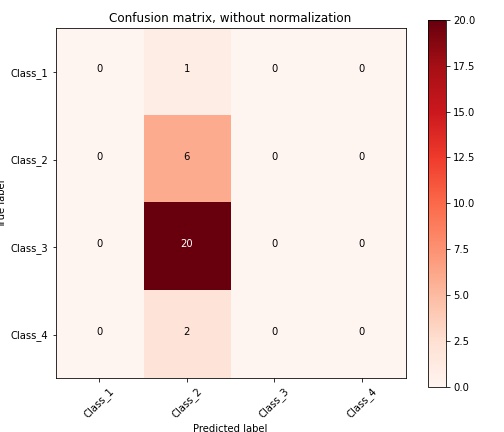 Confusion matrix, without normalization
Class_1 0 1 0 0
Class_2 0 6 0 0
Class_3 0 20 0 0
Class_4 0 2 0 0
Class_1 Class_2 Class_3 Class_4
Predicted label
True label
20.0
17.5
15.0
12.5
10.0
7.5
5.0
2.5
0.0